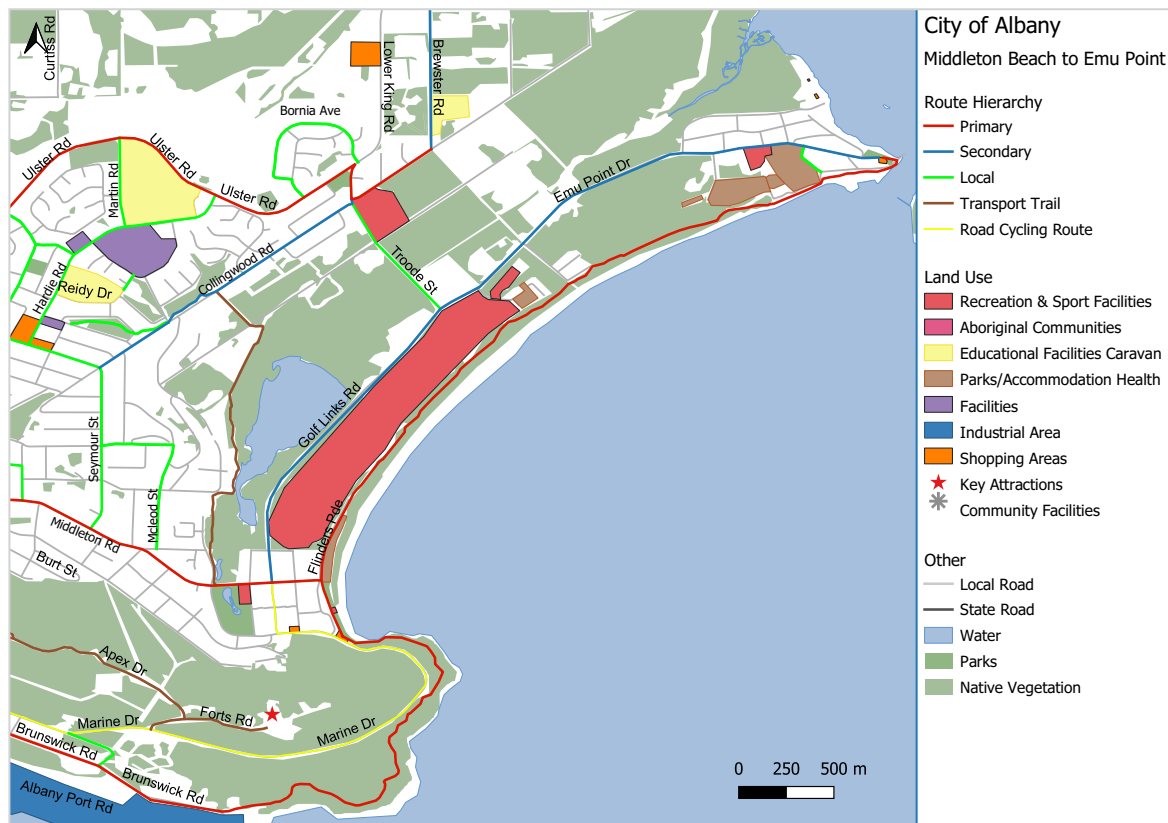 City of Albany
Middleton Beach to Emu Point
Route Hierarchy
Primary
Secondary
Local
Transport Trail
Road Cycling Route
Land Use
Recreation & Sport Facilities
Aboriginal Communities
Educational Facilities Caravan
Parks/Accommodation Health
Facilities
Industrial Area
Shopping Areas
Key Attractions
Community Facilities
Other
Local Road
State Road
Water
Parks
Native Vegetation
Curtiss Rd
Lower King Rd
Brewster Rd
Bornia Ave
Ulster Rd
Ulster Rd
Ulster Rd
Martin Rd
Emu Point Dr
Collingwood Rd
Troode St
Hardie Rd
Reidy Dr
Golf Links Rd
Seymour St
Mcleod St
Flinders Pde
Middleton Rd
Burt St
Apex Dr
Forts Rd
Marine Dr
Marine Dr
Brunswick Rd
Brunswick Rd
Albany Port Rd
0 250 500 m